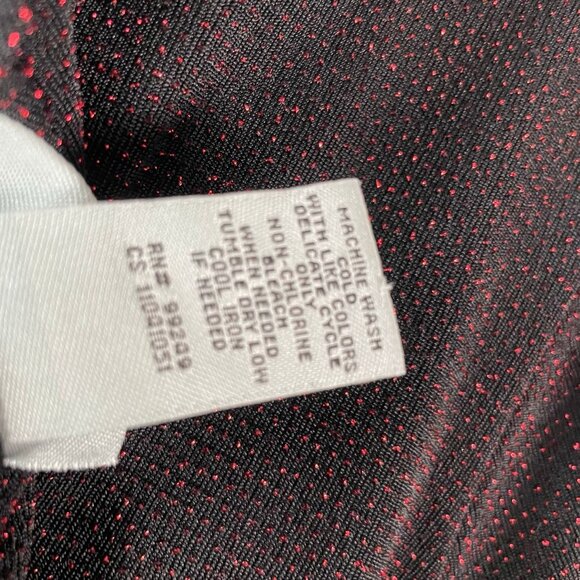 MACHINE WASH
COLD
WITH LIKE COLORS
DELICATE CYCLE
ONLY
NON-CHLORINE
BLEACH
WHEN NEEDED
TUMBLE DRY LOW
COOL IRON
IF NEEDED
RN# 99249
CS 11041031